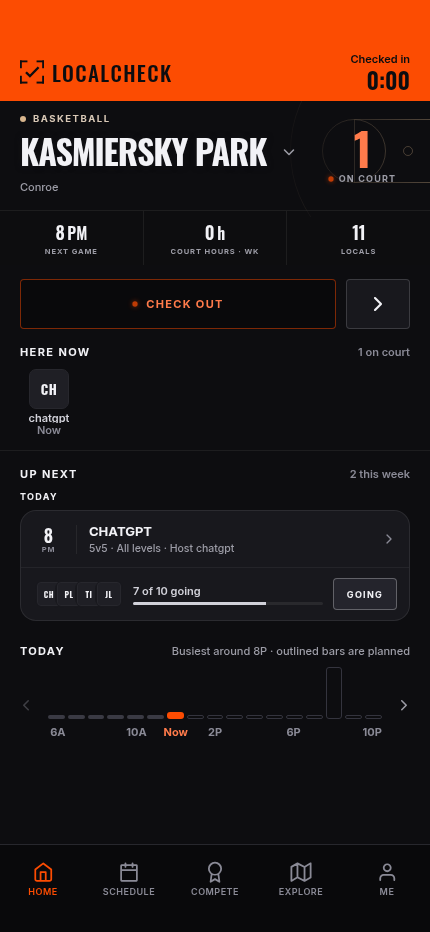 LOCALCHECK
Checked in
0:00
BASKETBALL
KASMIERSKY PARK
1
ON COURT
Conroe
8 PM
NEXT GAME
0 h
COURT HOURS · WK
11
LOCALS
CHECK OUT
HERE NOW
1 on court
CH
chatgpt
Now
UP NEXT
2 this week
TODAY
8
PM
CHATGPT
5v5 · All levels · Host chatgpt
CH PL TI JL
7 of 10 going
GOING
TODAY
Busiest around 8P · outlined bars are planned
6A 10A Now 2P 6P 10P
HOME SCHEDULE COMPETE EXPLORE ME